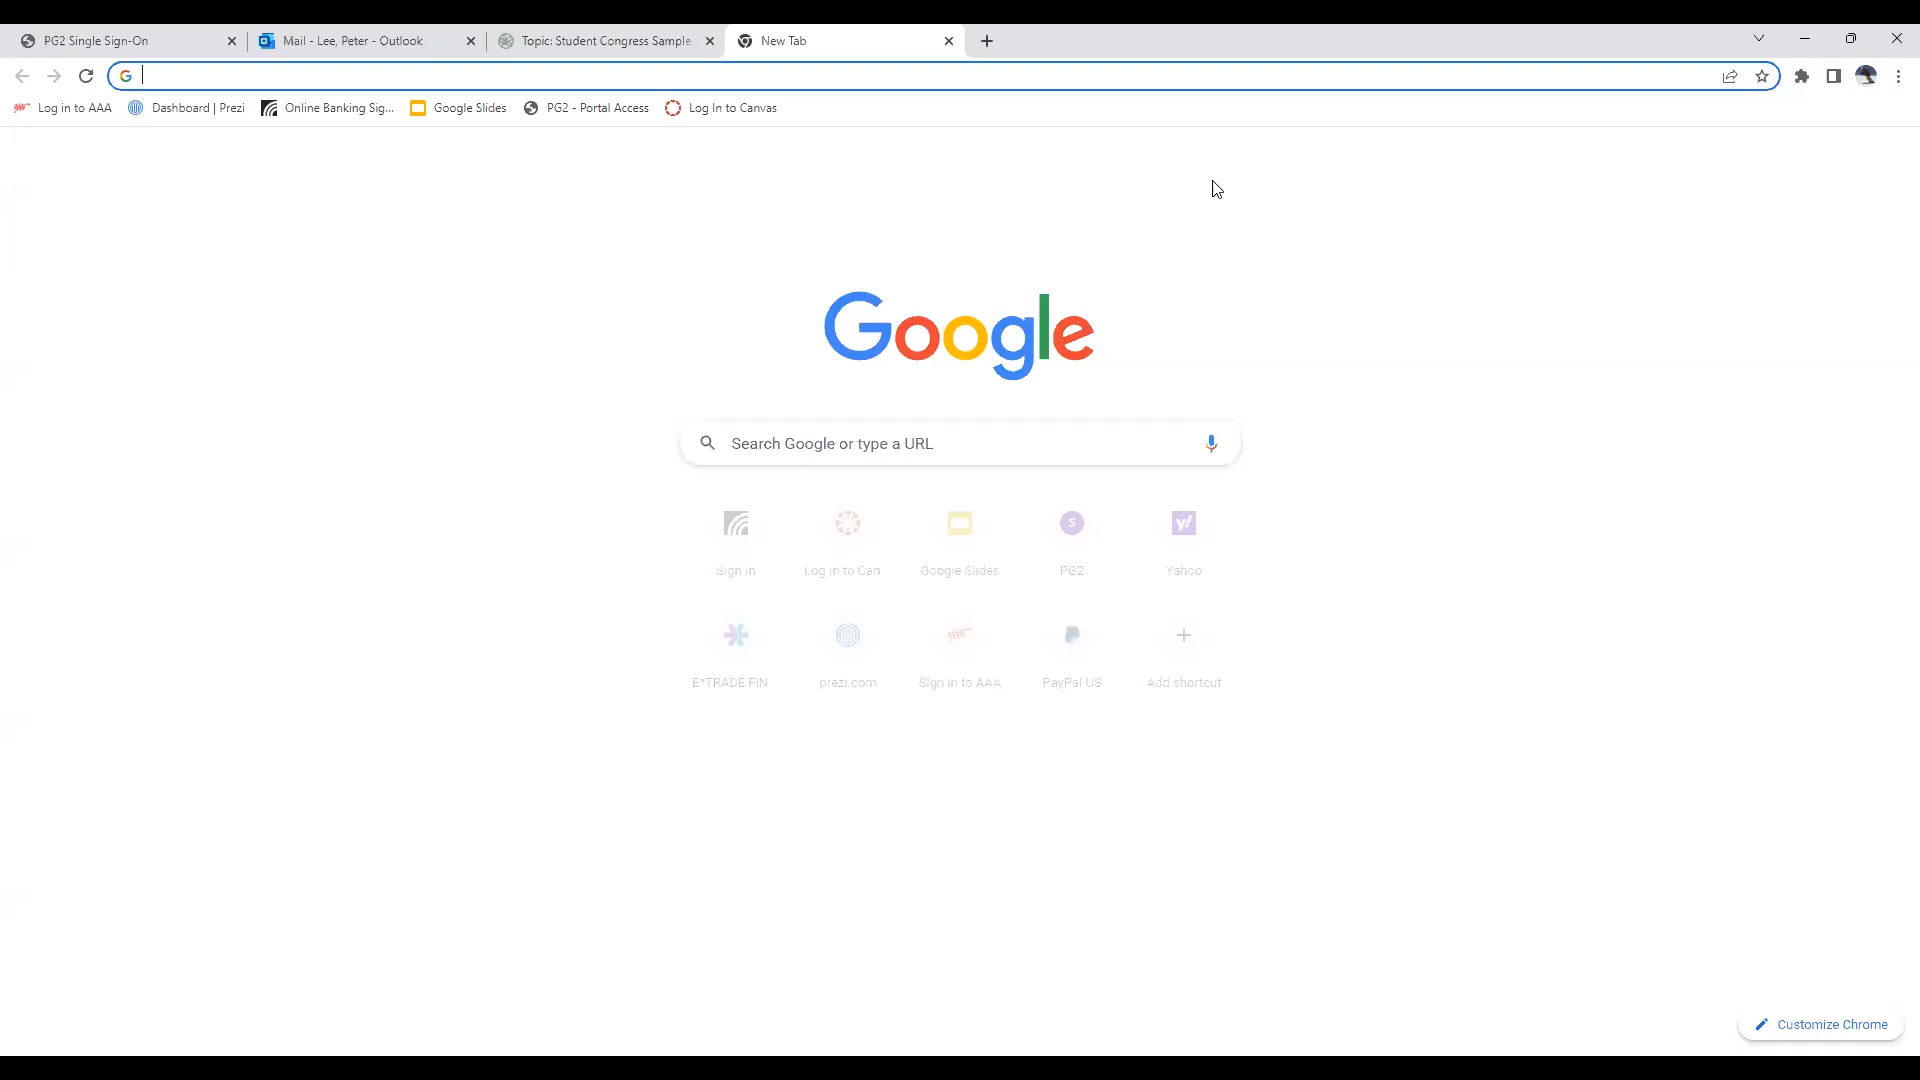 PG2 Single Sign-On
Mail - Lee, Peter - Outlook
Topic: Student Congress Sample
New Tab
Log in to AAA
Dashboard | Prezi
Online Banking Sig...
Google Slides
PG2 - Portal Access
Log In to Canvas
Google
Search Google or type a URL
Sign in
Log in to Can
Google Slides
S
PG2
y!
Yahoo
E*TRADE FIN
prezi.com
Sign in to AAA
PayPal US
Add shortcut
Customize Chrome